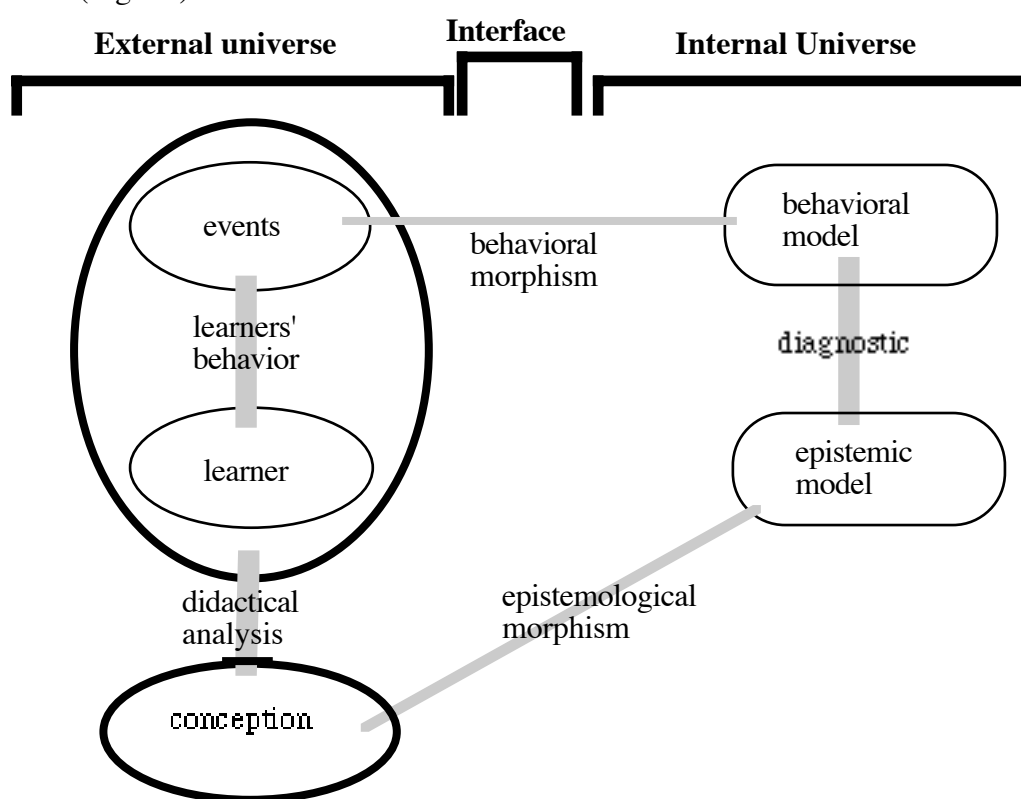 External universe
Interface
Internal Universe
events
behavioral
model
behavioral
morphism
learners'
behavior
diagnostic
learner
epistemic
model
didactical
analysis
epistemological
morphism
conception